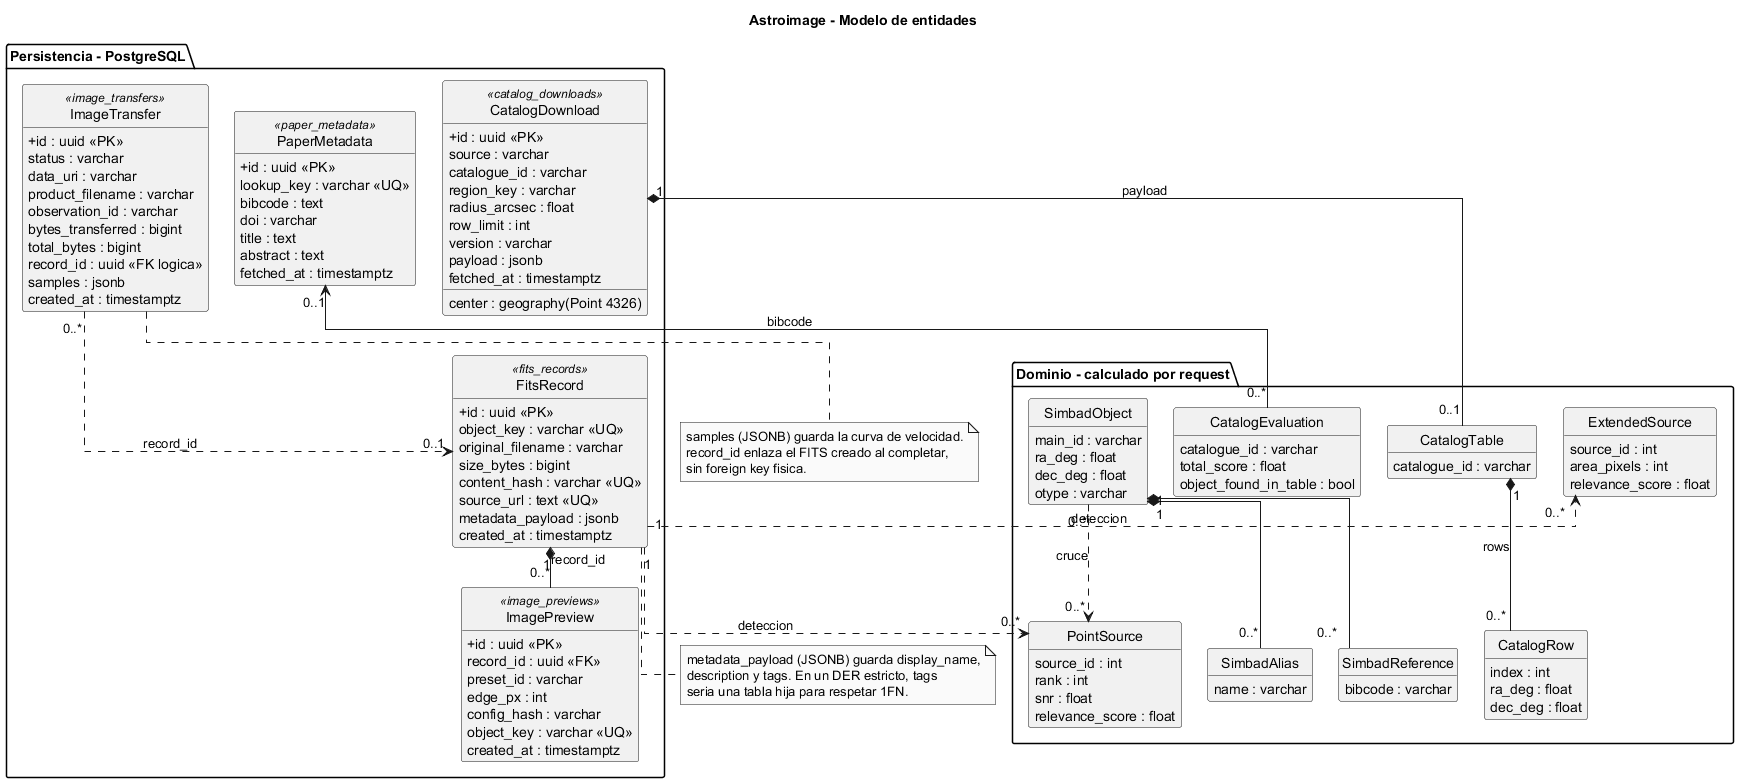 Astroimage - Modelo de entidades
Persistencia - PostgreSQL
«image_transfers»
ImageTransfer
+id : uuid «PK»
status : varchar
data_uri : varchar
product_filename : varchar
observation_id : varchar
bytes_transferred : bigint
total_bytes : bigint
record_id : uuid «FK logica»
samples : jsonb
created_at : timestamptz
«paper_metadata»
PaperMetadata
+id : uuid «PK»
lookup_key : varchar «UQ»
bibcode : text
doi : varchar
title : text
abstract : text
fetched_at : timestamptz
«catalog_downloads»
CatalogDownload
+id : uuid «PK»
source : varchar
catalogue_id : varchar
region_key : varchar
radius_arcsec : float
row_limit : int
version : varchar
payload : jsonb
fetched_at : timestamptz
center : geography(Point 4326)
1
payload
0..1
0..1
bibcode
0..*
0..*
record_id
0..1
«fits_records»
FitsRecord
+id : uuid «PK»
object_key : varchar «UQ»
original_filename : varchar
size_bytes : bigint
content_hash : varchar «UQ»
source_url : text «UQ»
metadata_payload : jsonb
created_at : timestamptz
samples (JSONB) guarda la curva de velocidad.
record_id enlaza el FITS creado al completar,
sin foreign key fisica.
1
deteccion
0..*
1
record_id
0..*
1
deteccion
0..*
«image_previews»
ImagePreview
+id : uuid «PK»
record_id : uuid «FK»
preset_id : varchar
edge_px : int
config_hash : varchar
object_key : varchar «UQ»
created_at : timestamptz
metadata_payload (JSONB) guarda display_name,
description y tags. En un DER estricto, tags
seria una tabla hija para respetar 1FN.
Dominio - calculado por request
SimbadObject
main_id : varchar
ra_deg : float
dec_deg : float
otype : varchar
CatalogEvaluation
catalogue_id : varchar
total_score : float
object_found_in_table : bool
CatalogTable
catalogue_id : varchar
ExtendedSource
source_id : int
area_pixels : int
relevance_score : float
1
1
cruce
0..*
0..*
0..*
1
rows
0..*
PointSource
source_id : int
rank : int
snr : float
relevance_score : float
SimbadAlias
name : varchar
SimbadReference
bibcode : varchar
CatalogRow
index : int
ra_deg : float
dec_deg : float